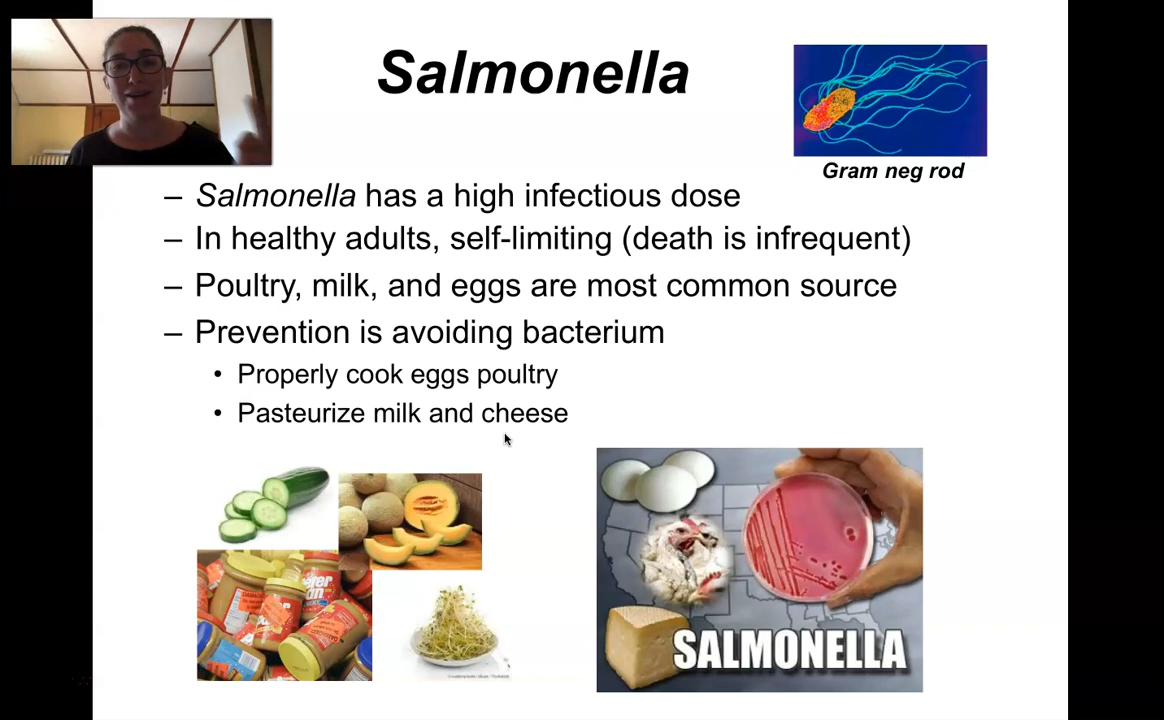 Salmonella
Gram neg rod
– Salmonella has a high infectious dose
– In healthy adults, self-limiting (death is infrequent)
– Poultry, milk, and eggs are most common source
– Prevention is avoiding bacterium
• Properly cook eggs poultry
• Pasteurize milk and cheese
SALMONELLA